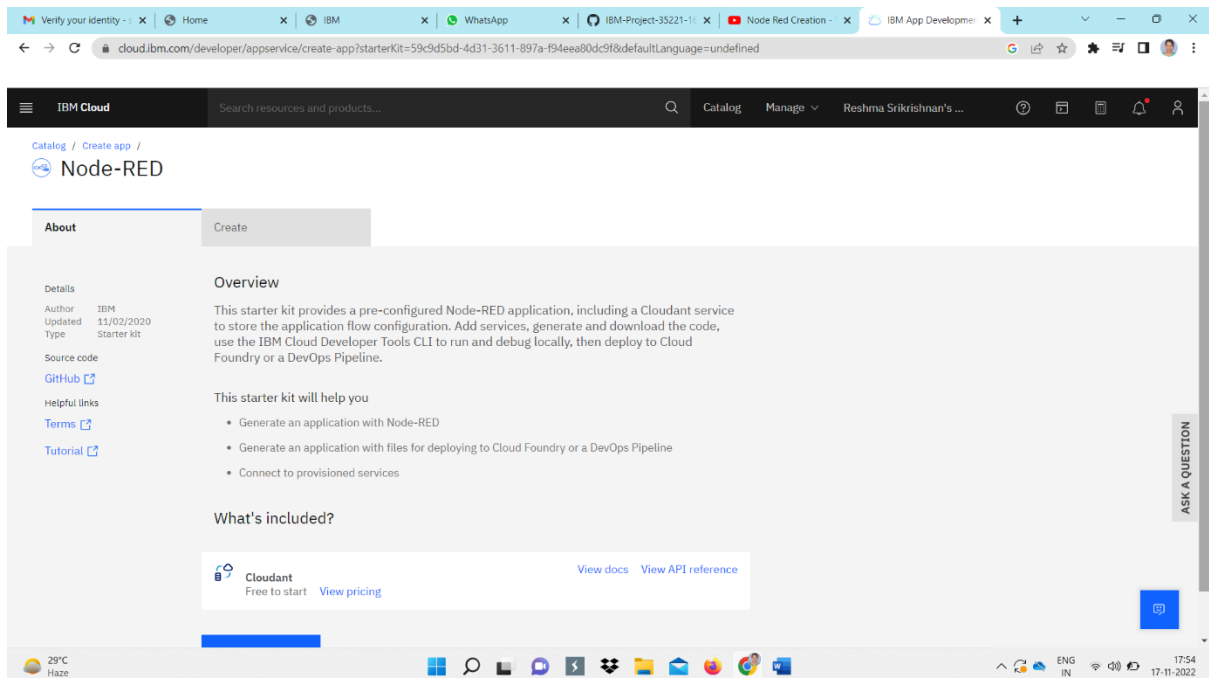 Verify your identity - s
Home
IBM
WhatsApp
IBM-Project-35221-16
Node Red Creation -
IBM App Developmen
cloud.ibm.com/developer/appservice/create-app?starterKit=59c9d5bd-4d31-3611-897a-f94eea80dc9f&defaultLanguage=undefined
IBM Cloud
Search resources and products...
Catalog
Manage
Reshma Srikrishnan's ...
Catalog / Create app /
Node-RED
About
Create
Details
Author IBM
Updated 11/02/2020
Type Starter kit
Source code
GitHub
Helpful links
Terms
Tutorial
Overview
This starter kit provides a pre-configured Node-RED application, including a Cloudant service
to store the application flow configuration. Add services, generate and download the code,
use the IBM Cloud Developer Tools CLI to run and debug locally, then deploy to Cloud
Foundry or a DevOps Pipeline.
This starter kit will help you
• Generate an application with Node-RED
• Generate an application with files for deploying to Cloud Foundry or a DevOps Pipeline
• Connect to provisioned services
What's included?
Cloudant
Free to start View pricing
View docs View API reference
ASK A QUESTION
29°C
Haze
ENG
IN
17:54
17-11-2022